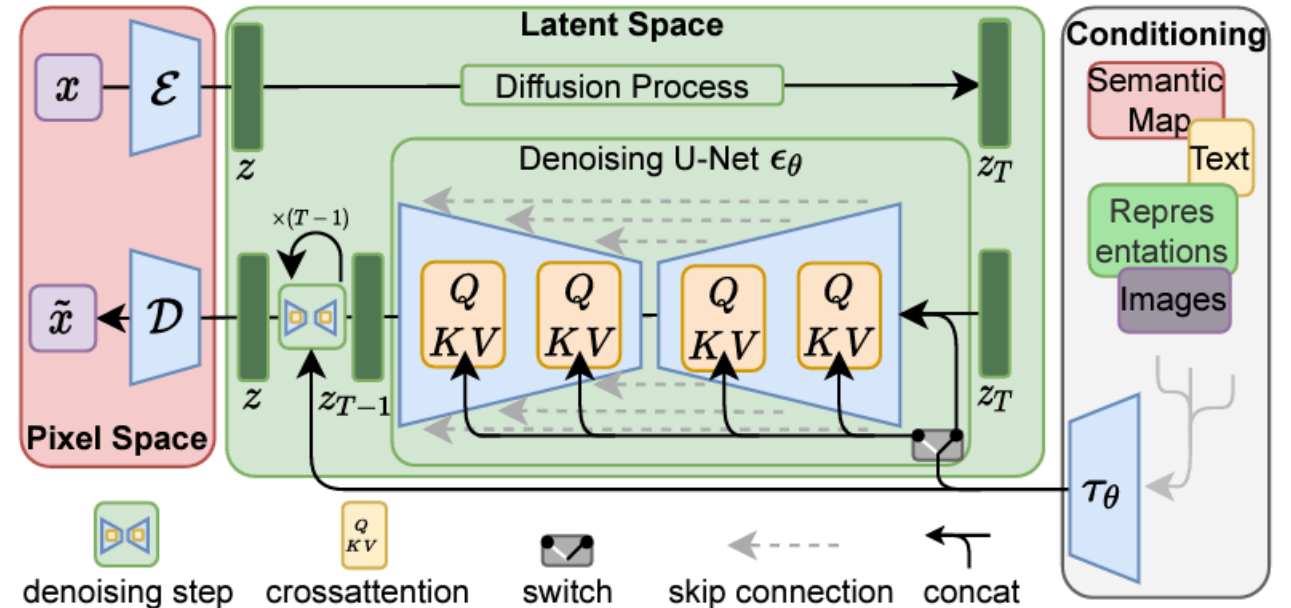 Latent Space
Conditioning
x
ℰ
Diffusion Process
Semantic
Map
z
z_T
Text
Denoising U-Net ϵ_θ
×(T − 1)
Repres
entations
Images
Q
KV
Q
KV
Q
KV
Q
KV
x̃
𝒟
z
z_{T−1}
z_T
Pixel Space
τ_θ
Q
KV
denoising step
crossattention
switch
skip connection
concat